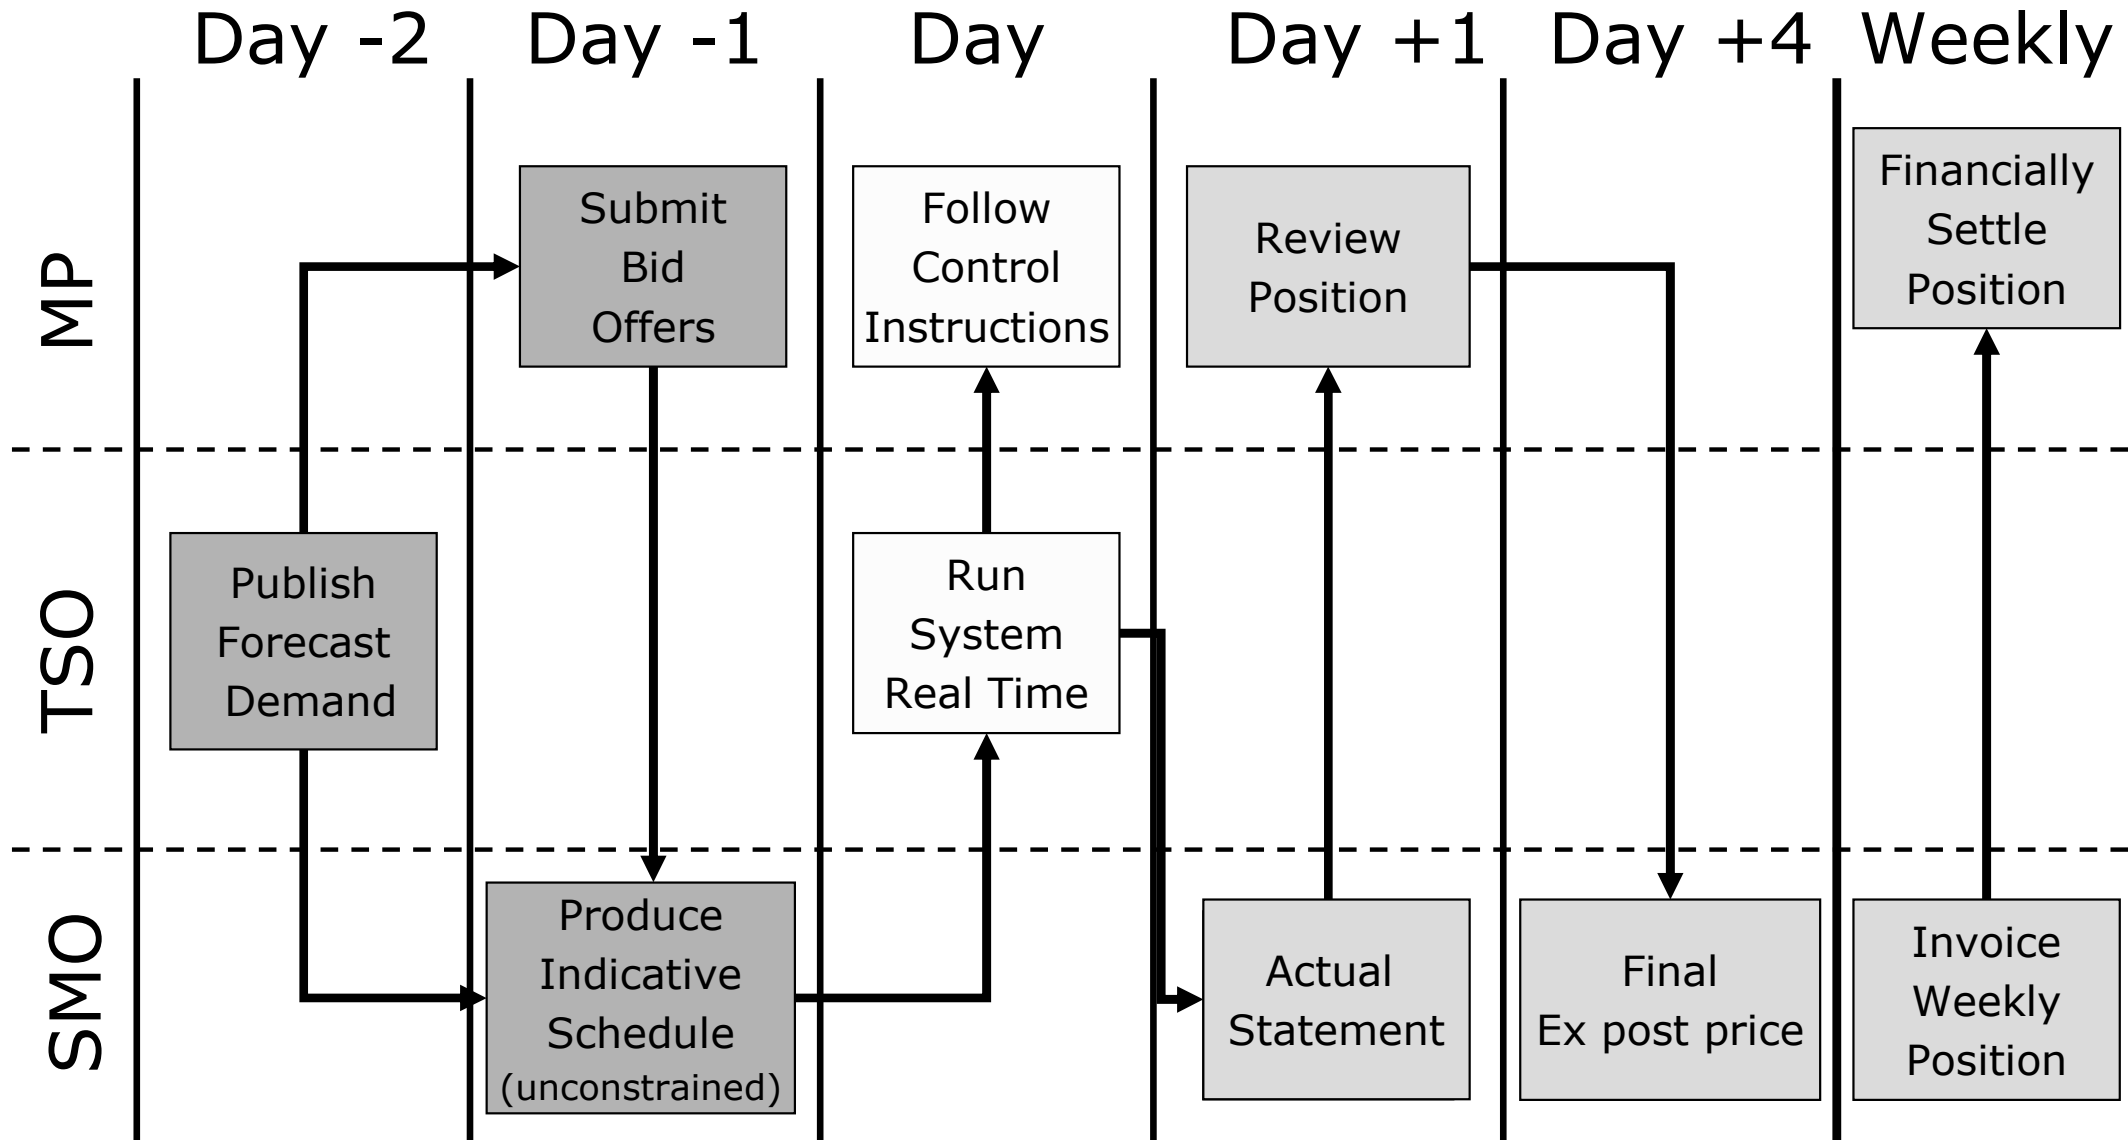 Day -2
Day -1
Day
Day +1
Day +4
Weekly
MP
Submit
Bid
Offers
Follow
Control
Instructions
Review
Position
Financially
Settle
Position
TSO
Publish
Forecast
Demand
Run
System
Real Time
SMO
Produce
Indicative
Schedule
(unconstrained)
Actual
Statement
Final
Ex post price
Invoice
Weekly
Position